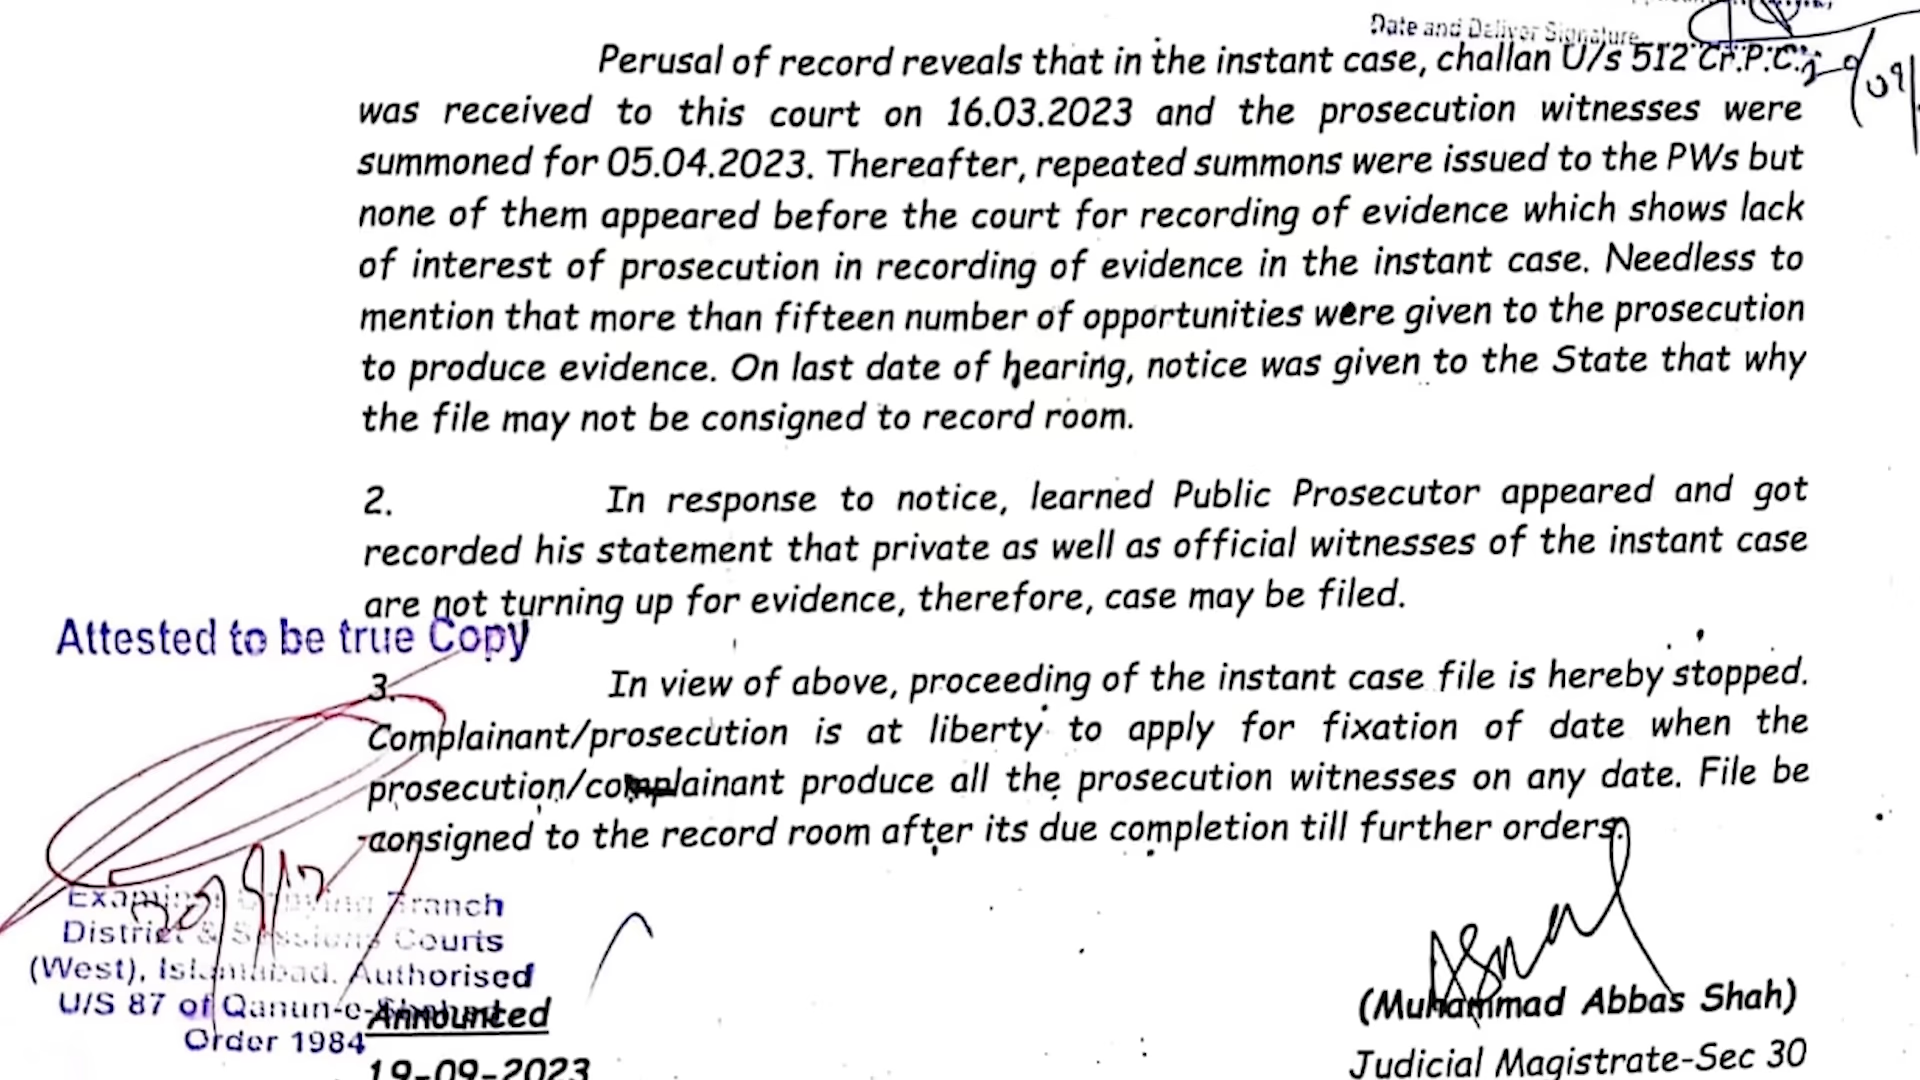 Date and Deliver Signature
Perusal of record reveals that in the instant case, challan U/s 512 Cr.P.C.,
was received to this court on 16.03.2023 and the prosecution witnesses were
summoned for 05.04.2023. Thereafter, repeated summons were issued to the PWs but
none of them appeared before the court for recording of evidence which shows lack
of interest of prosecution in recording of evidence in the instant case. Needless to
mention that more than fifteen number of opportunities were given to the prosecution
to produce evidence. On last date of hearing, notice was given to the State that why
the file may not be consigned to record room.
2. In response to notice, learned Public Prosecutor appeared and got
recorded his statement that private as well as official witnesses of the instant case
are not turning up for evidence, therefore, case may be filed.
Attested to be true Copy
3. In view of above, proceeding of the instant case file is hereby stopped.
Complainant/prosecution is at liberty to apply for fixation of date when the
prosecution/complainant produce all the prosecution witnesses on any date. File be
consigned to the record room after its due completion till further orders.
Examiner Copying Branch
District & Sessions Courts
(West), Islamabad. Authorised
U/S 87 of Qanun-e-Shahadat
Order 1984
Announced
19-09-2023
(Muhammad Abbas Shah)
Judicial Magistrate-Sec 30